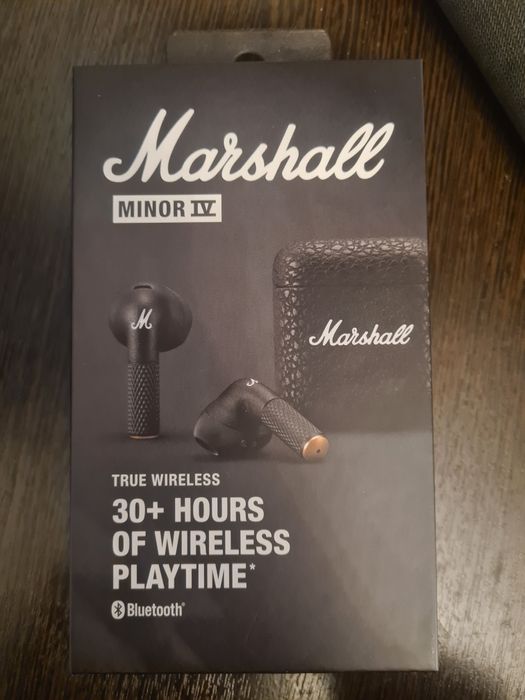 Marshall
MINOR IV
M
Marshall
TRUE WIRELESS
30+ HOURS
OF WIRELESS
PLAYTIME*
Bluetooth®